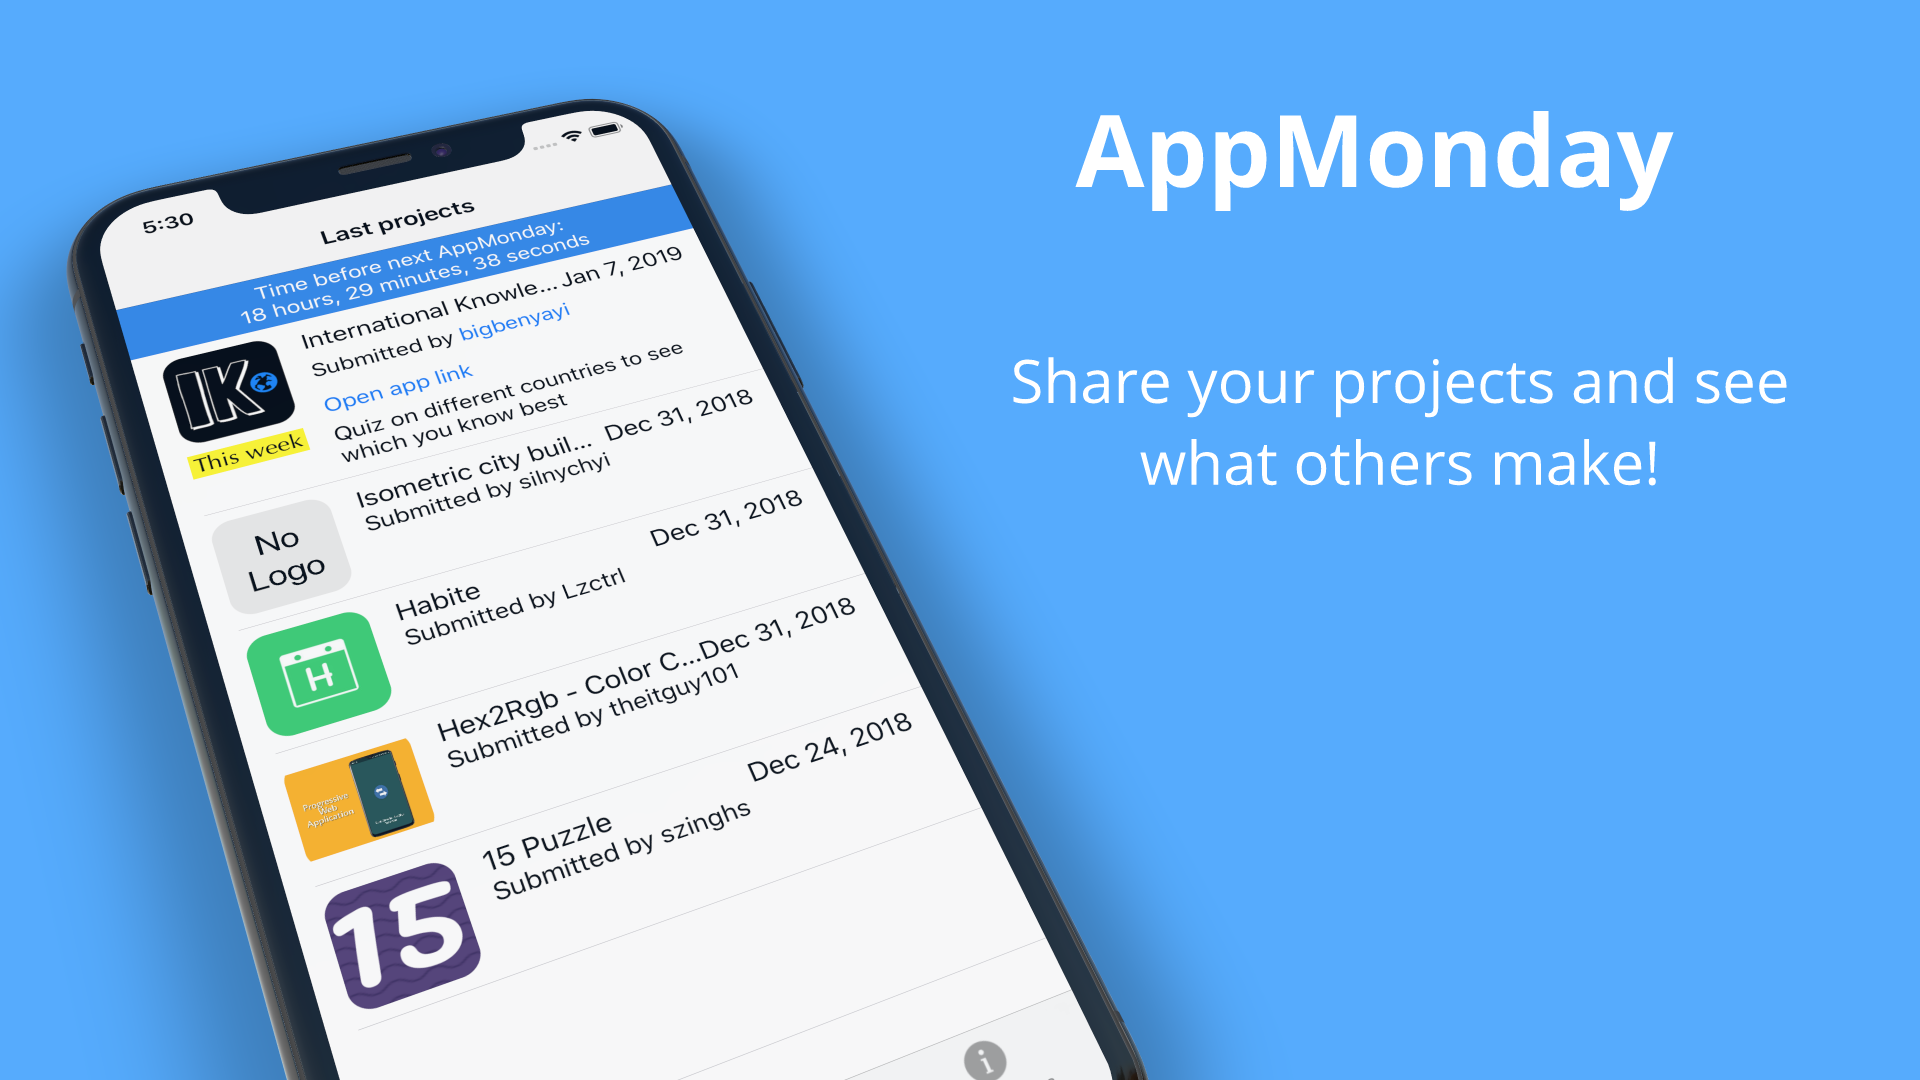 AppMonday
Share your projects and see
what others make!
5:30
Last projects
Time before next AppMonday:
18 hours, 29 minutes, 38 seconds
IK
This week
International Knowle... Jan 7, 2019
Submitted by bigbenyayi
Open app link
Quiz on different countries to see
which you know best
No
Logo
Isometric city buil... Dec 31, 2018
Submitted by silnychyi
H
Habite Dec 31, 2018
Submitted by Lzctrl
Progressive
Web
Application
Hex2Rgb - Color C... Dec 31, 2018
Submitted by theitguy101
15
15 Puzzle Dec 24, 2018
Submitted by szinghs
i